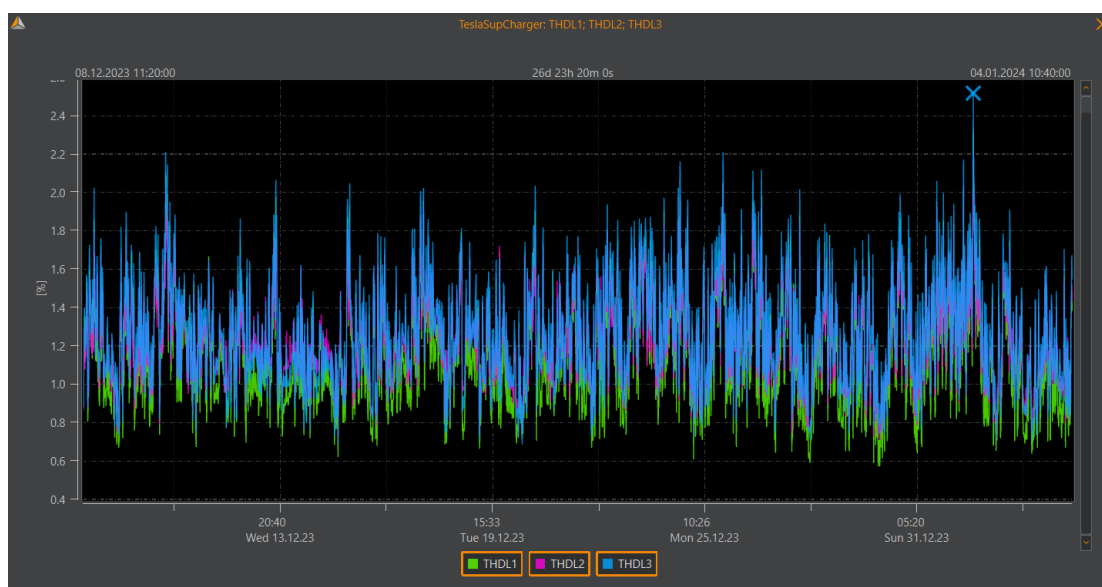 TeslaSupCharger: THDL1; THDL2; THDL3
08.12.2023 11:20:00 26d 23h 20m 0s 04.01.2024 10:40:00
2.4
2.2
2.0
1.8
1.6
[%]
1.4
1.2
1.0
0.8
0.6
0.4
20:40 15:33 10:26 05:20
Wed 13.12.23 Tue 19.12.23 Mon 25.12.23 Sun 31.12.23
THDL1 THDL2 THDL3